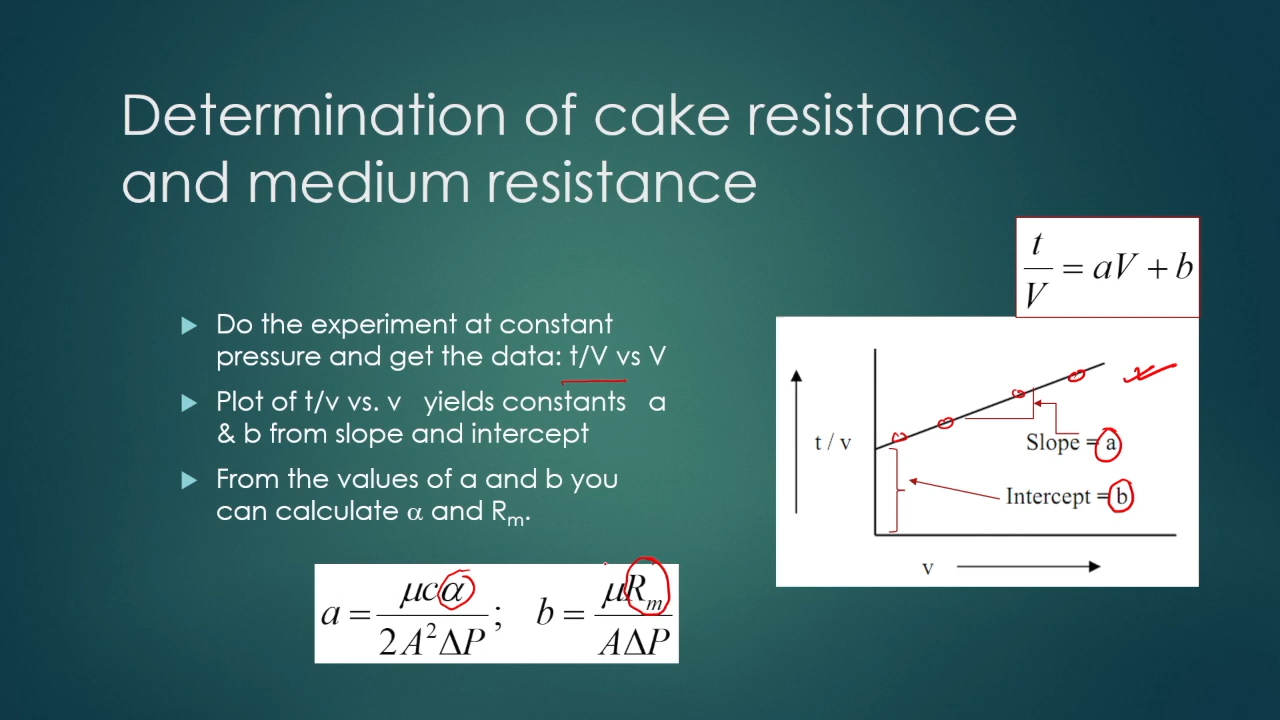 Determination of cake resistance
and medium resistance
t/V = aV + b
Do the experiment at constant
pressure and get the data: t/V vs V
Plot of t/v vs. v yields constants a
& b from slope and intercept
From the values of a and b you
can calculate α and Rₘ.
t / v
Slope = a
Intercept = b
v
a = μcα / 2A²ΔP ; b = μRₘ / AΔP